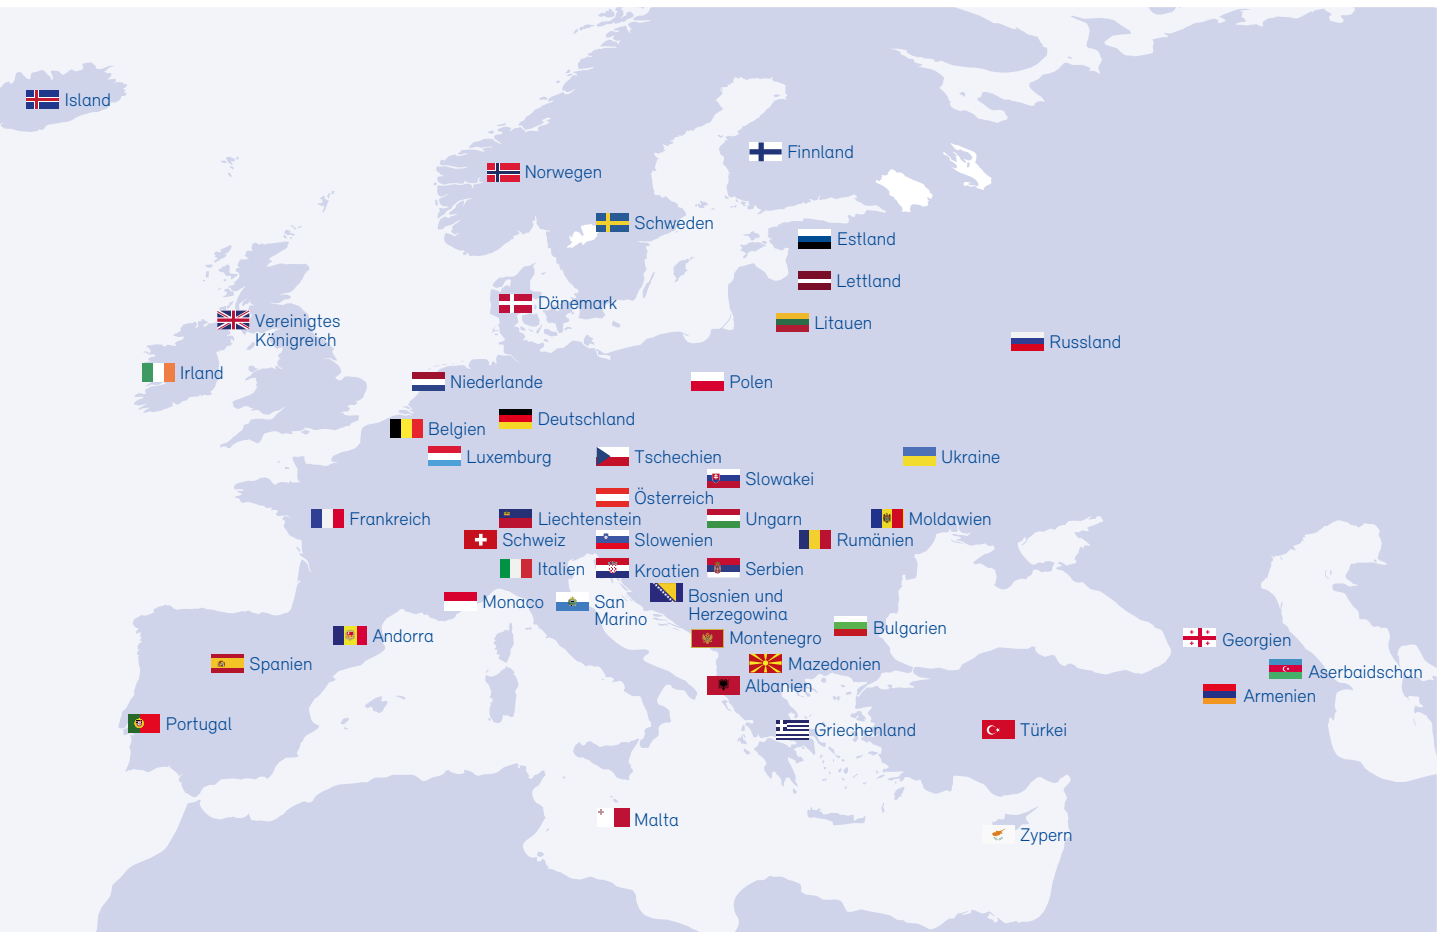 Island
Finnland
Norwegen
Schweden
Estland
Lettland
Dänemark
Vereinigtes
Königreich
Litauen
Russland
Irland
Niederlande
Polen
Deutschland
Belgien
Luxemburg
Tschechien
Ukraine
Slowakei
Österreich
Frankreich
Liechtenstein
Ungarn
Moldawien
Schweiz
Slowenien
Rumänien
Italien
Kroatien
Serbien
Monaco
San
Marino
Bosnien und
Herzegowina
Andorra
Montenegro
Bulgarien
Georgien
Spanien
Mazedonien
Aserbaidschan
Albanien
Armenien
Portugal
Griechenland
Türkei
Malta
Zypern